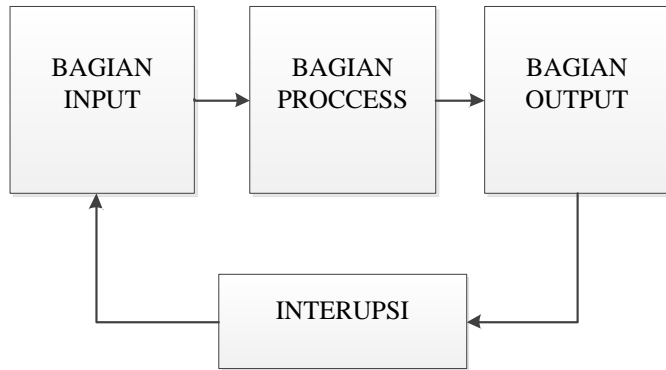 BAGIAN
INPUT
BAGIAN
PROCCESS
BAGIAN
OUTPUT
INTERUPSI